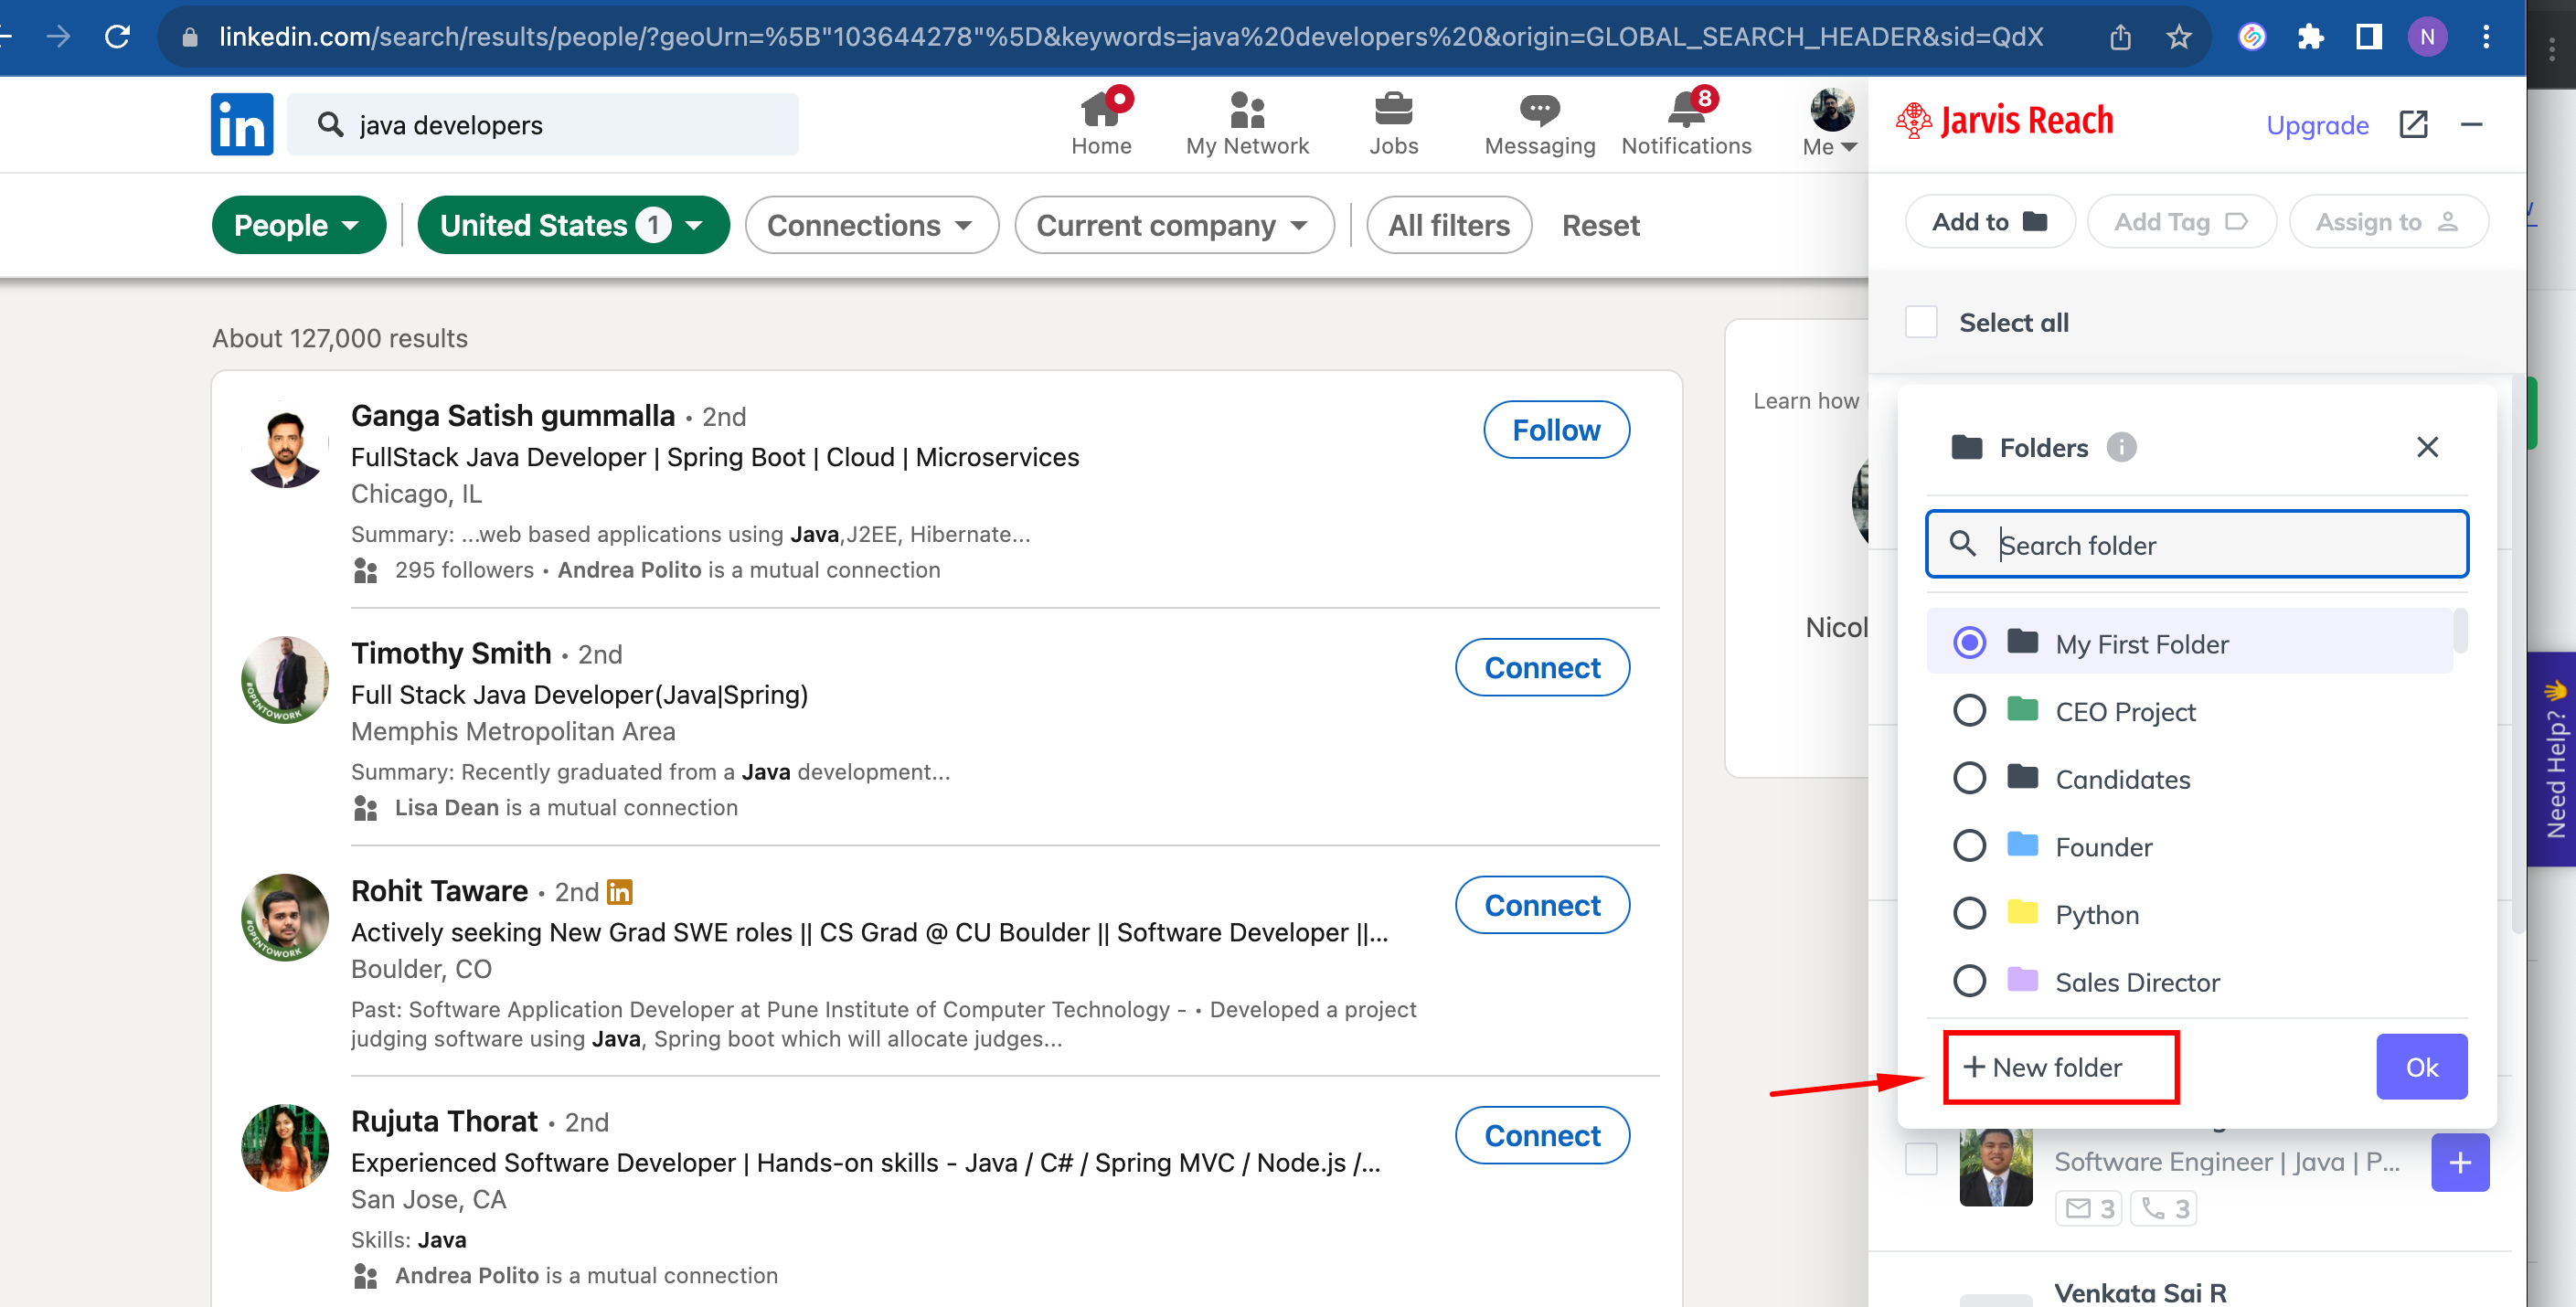 linkedin.com/search/results/people/?geoUrn=%5B"103644278"%5D&keywords=java%20developers%20&origin=GLOBAL_SEARCH_HEADER&sid=QdX
N
in
java developers
Home
My Network
Jobs
Messaging
8
Notifications
Me
Jarvis Reach
Upgrade
People
United States 1
Connections
Current company
All filters
Reset
Add to
Add Tag
Assign to
Select all
About 127,000 results
Ganga Satish gummalla • 2nd
FullStack Java Developer | Spring Boot | Cloud | Microservices
Chicago, IL
Summary: ...web based applications using Java,J2EE, Hibernate...
295 followers • Andrea Polito is a mutual connection
Follow
Timothy Smith • 2nd
Full Stack Java Developer(Java|Spring)
Memphis Metropolitan Area
Summary: Recently graduated from a Java development...
Lisa Dean is a mutual connection
Connect
#OPENTOWORK
Rohit Taware • 2nd in
Actively seeking New Grad SWE roles || CS Grad @ CU Boulder || Software Developer ||...
Boulder, CO
Past: Software Application Developer at Pune Institute of Computer Technology - • Developed a project
judging software using Java, Spring boot which will allocate judges...
Connect
#OPENTOWORK
Rujuta Thorat • 2nd
Experienced Software Developer | Hands-on skills - Java / C# / Spring MVC / Node.js /...
San Jose, CA
Skills: Java
Andrea Polito is a mutual connection
Connect
Learn how
Nicol
Folders
Search folder
My First Folder
CEO Project
Candidates
Founder
Python
Sales Director
+ New folder
Ok
Software Engineer | Java | P...
3
3
Venkata Sai R
Need Help? 👋